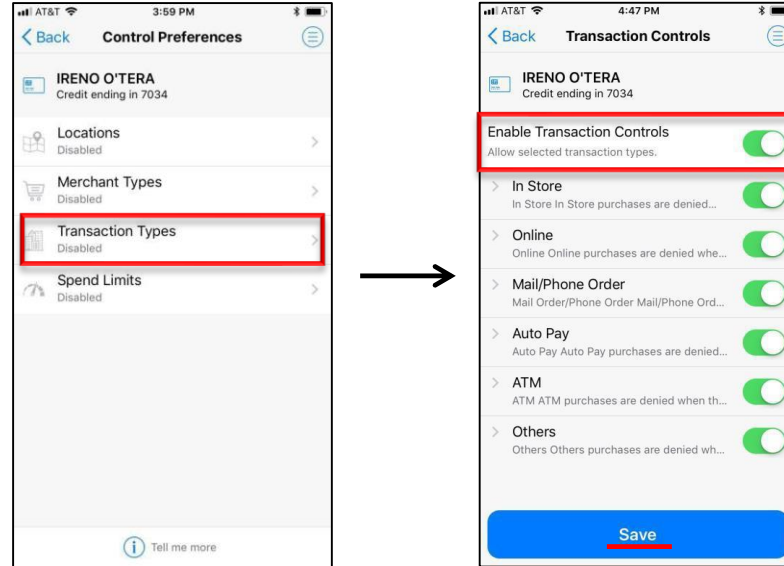 AT&T 3:59 PM
Back Control Preferences
IRENO O'TERA
Credit ending in 7034
Locations
Disabled
Merchant Types
Disabled
Transaction Types
Disabled
Spend Limits
Disabled
Tell me more
AT&T 4:47 PM
Back Transaction Controls
IRENO O'TERA
Credit ending in 7034
Enable Transaction Controls
Allow selected transaction types.
In Store
In Store In Store purchases are denied...
Online
Online Online purchases are denied whe...
Mail/Phone Order
Mail Order/Phone Order Mail/Phone Ord...
Auto Pay
Auto Pay Auto Pay purchases are denied...
ATM
ATM ATM purchases are denied when th...
Others
Others Others purchases are denied wh...
Save